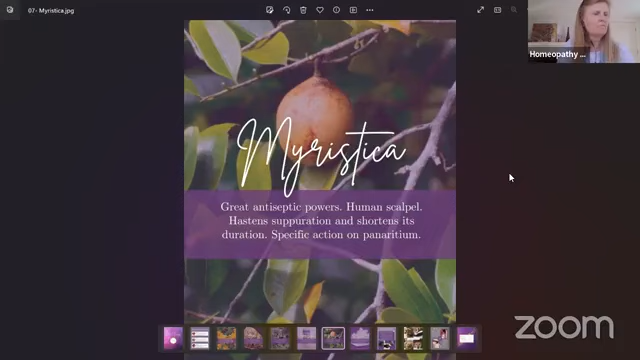 07- Myristica.jpg
Homeopathy ...
Myristica
Great antiseptic powers. Human scalpel.
Hastens suppuration and shortens its
duration. Specific action on panaritium.
zoom